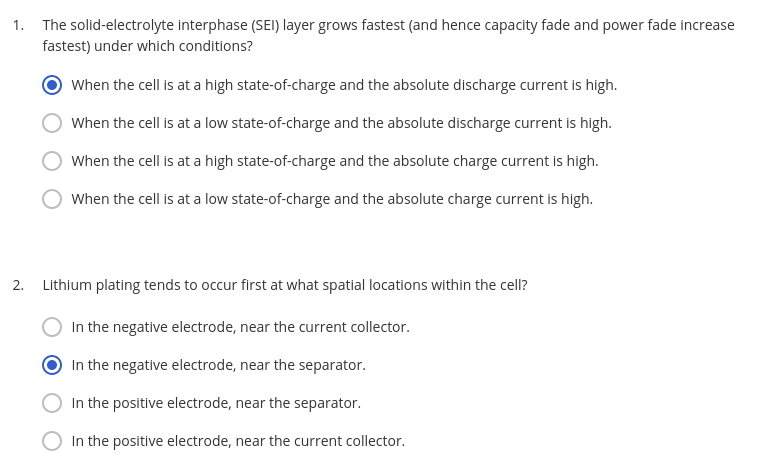 1. The solid-electrolyte interphase (SEI) layer grows fastest (and hence capacity fade and power fade increase
fastest) under which conditions?
When the cell is at a high state-of-charge and the absolute discharge current is high.
When the cell is at a low state-of-charge and the absolute discharge current is high.
When the cell is at a high state-of-charge and the absolute charge current is high.
When the cell is at a low state-of-charge and the absolute charge current is high.
2. Lithium plating tends to occur first at what spatial locations within the cell?
In the negative electrode, near the current collector.
In the negative electrode, near the separator.
In the positive electrode, near the separator.
In the positive electrode, near the current collector.